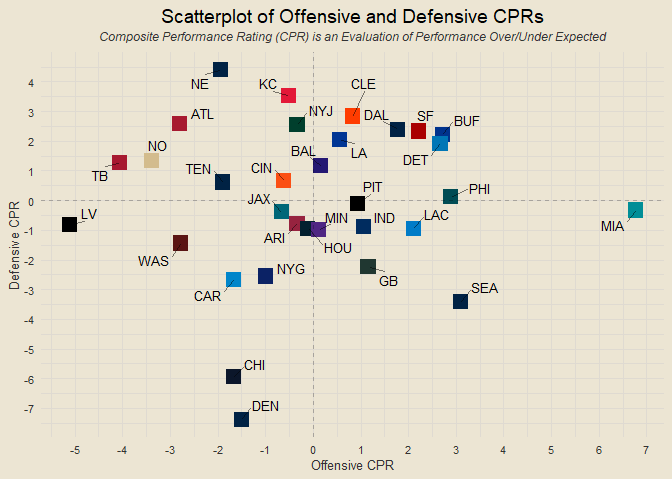 Scatterplot of Offensive and Defensive CPRs
Composite Performance Rating (CPR) is an Evaluation of Performance Over/Under Expected
4
NE
KC
CLE
3
ATL
NYJ
DAL
SF
BUF
2
NO
BAL
LA
DET
1
TB
TEN
CIN
PIT
PHI
0
JAX
LV
MIN
IND
LAC
MIA
-1
WAS
ARI
HOU
-2
CAR
NYG
GB
SEA
-3
-4
-5
CHI
-6
DEN
-7
Defensive CPR
-5 -4 -3 -2 -1 0 1 2 3 4 5 6 7
Offensive CPR